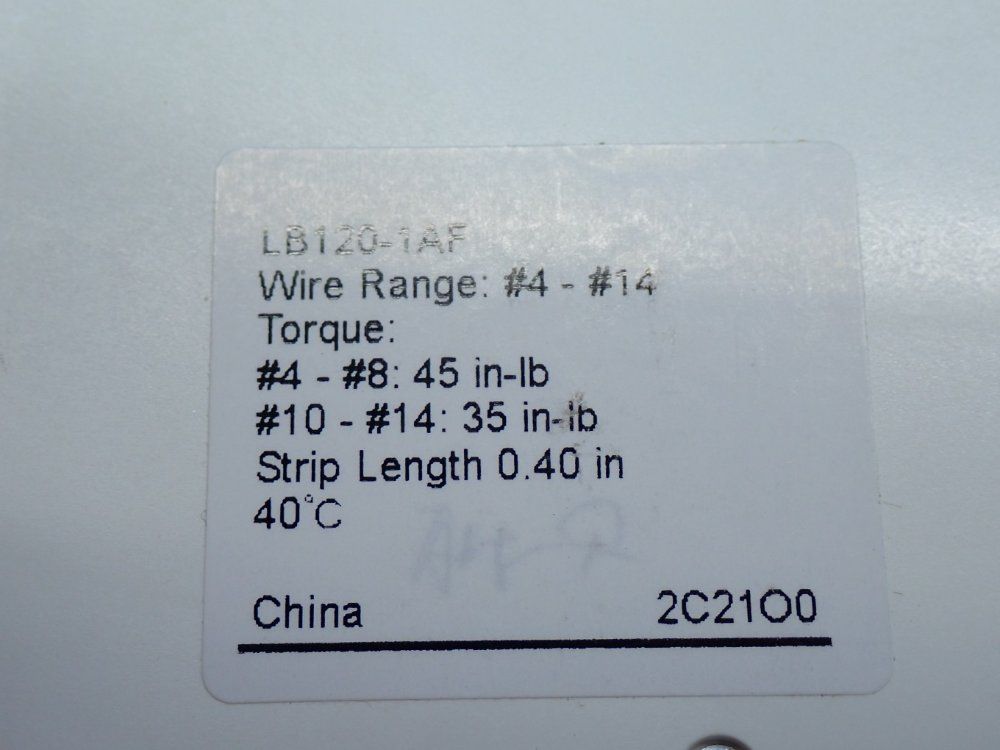 LB120-1AF
Wire Range: #4 - #14
Torque:
#4 - #8: 45 in-lb
#10 - #14: 35 in-lb
Strip Length 0.40 in
40°C
China 2C21O0